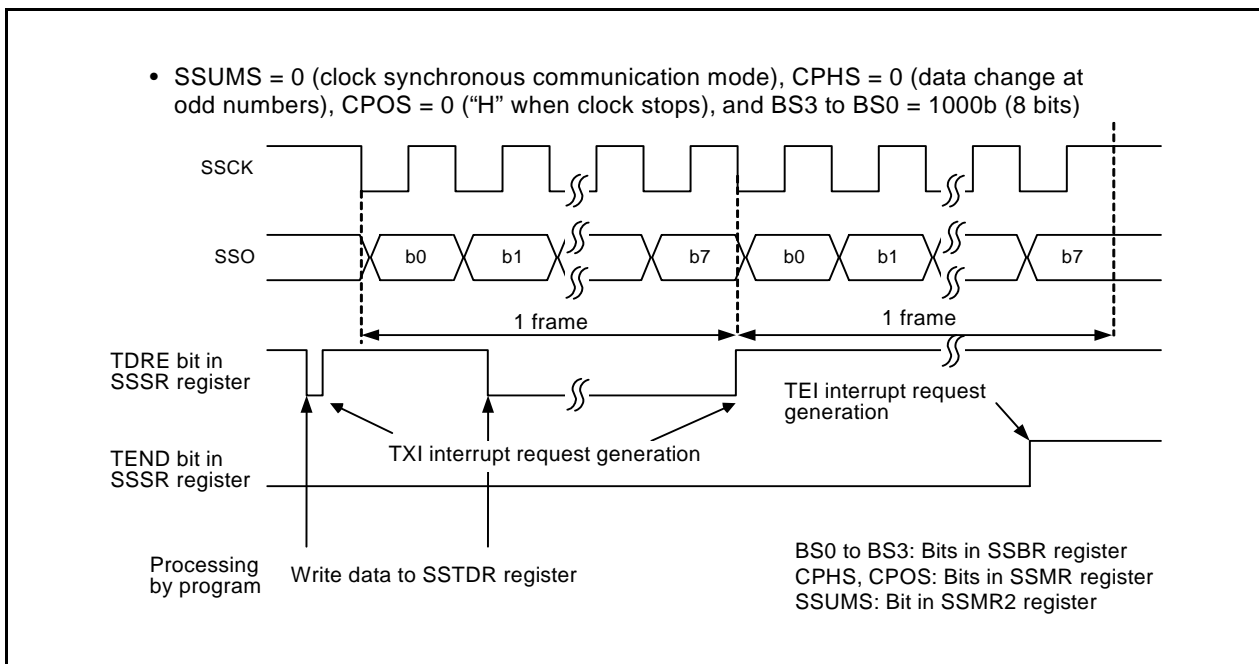 • SSUMS = 0 (clock synchronous communication mode), CPHS = 0 (data change at
odd numbers), CPOS = 0 (“H” when clock stops), and BS3 to BS0 = 1000b (8 bits)
SSCK
SSO
b0
b1
b7
b0
b1
b7
1 frame
1 frame
TDRE bit in
SSSR register
TEI interrupt request
generation
TXI interrupt request generation
TEND bit in
SSSR register
Processing
by program
Write data to SSTDR register
BS0 to BS3: Bits in SSBR register
CPHS, CPOS: Bits in SSMR register
SSUMS: Bit in SSMR2 register